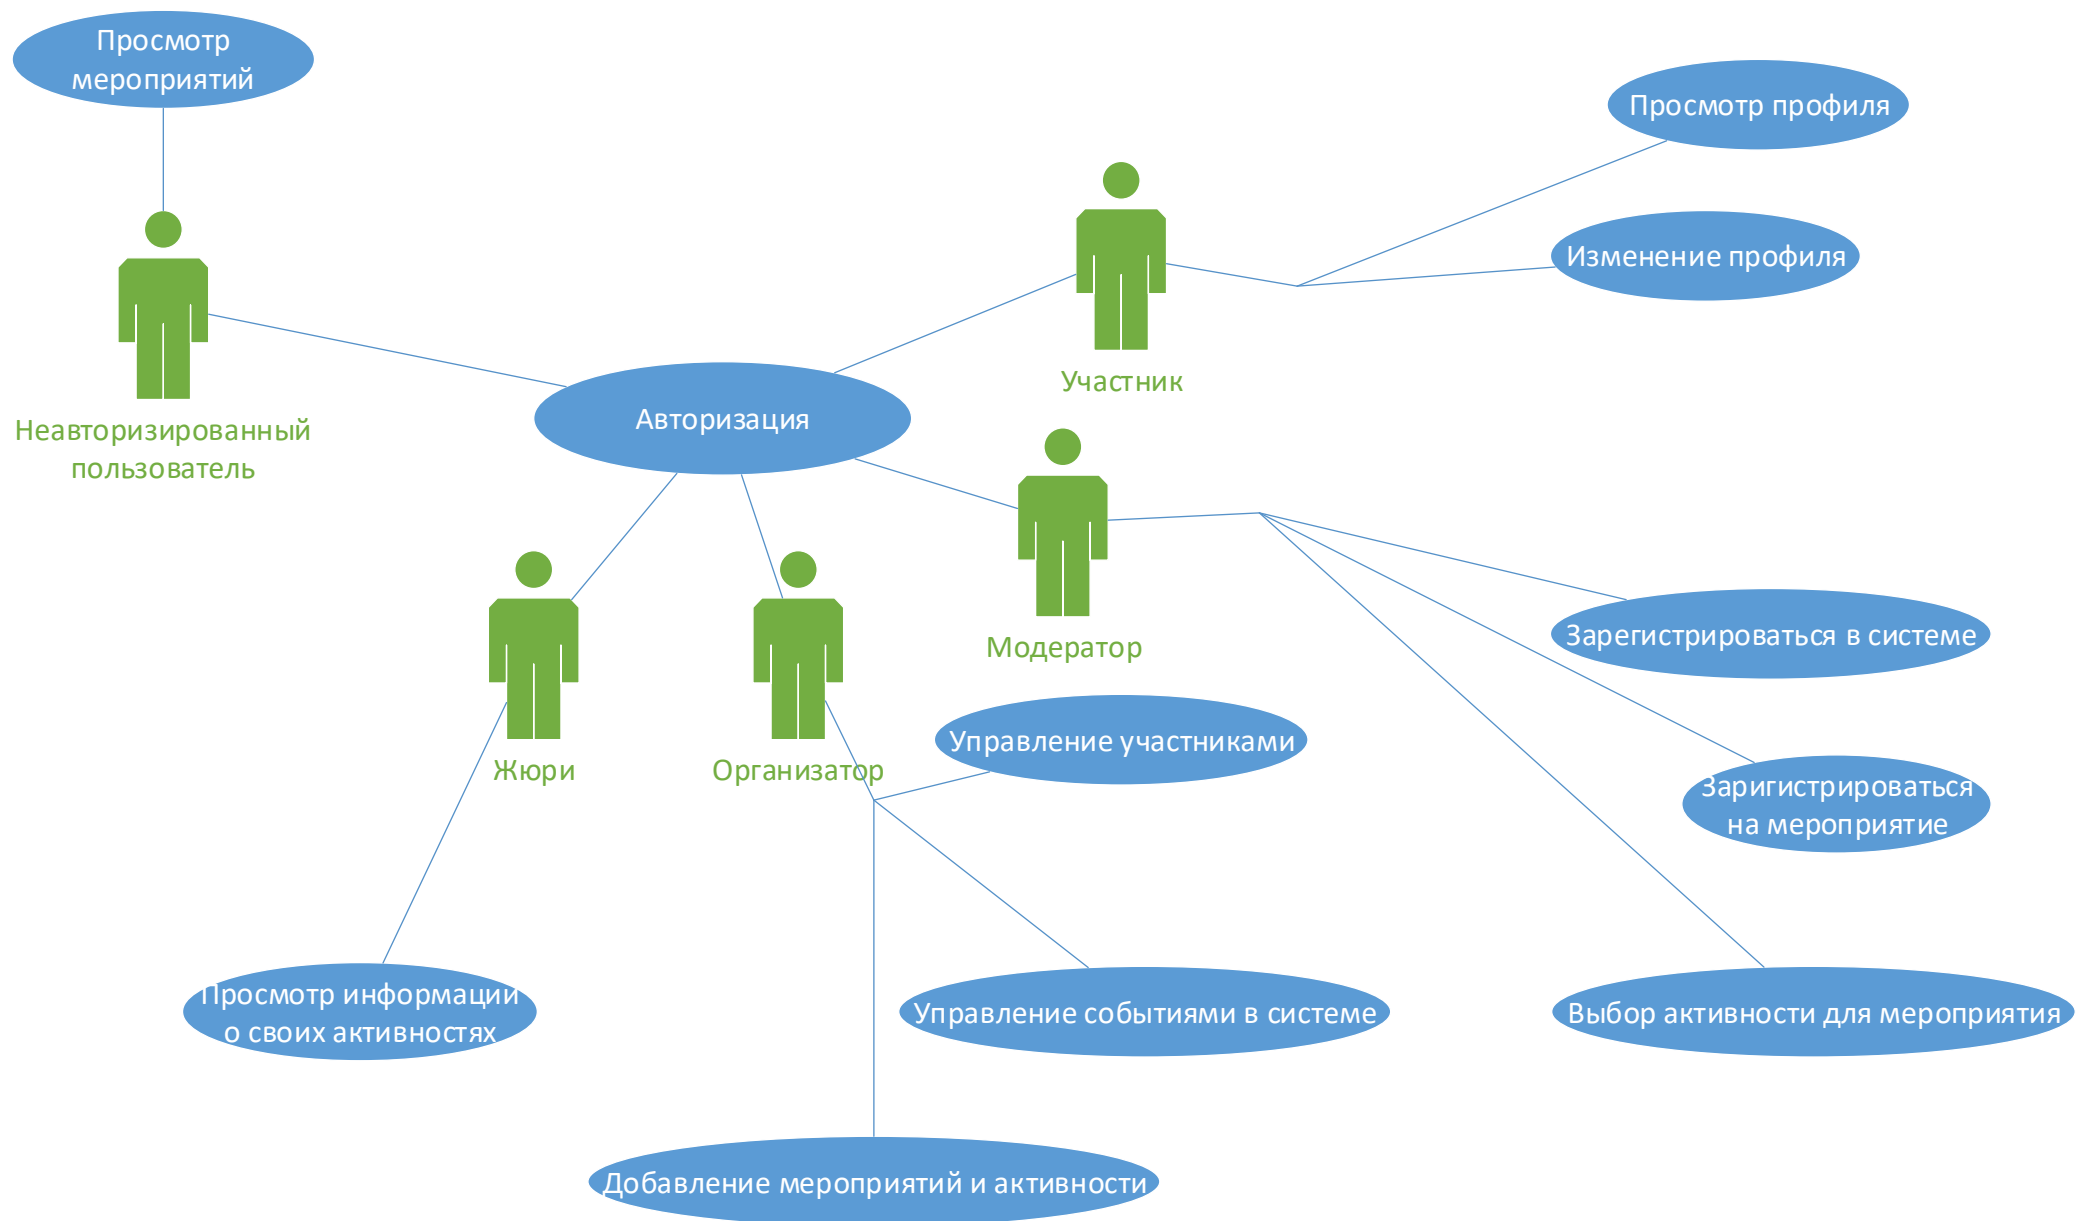 Просмотр
мероприятий
Просмотр профиля
Изменение профиля
Участник
Авторизация
Неавторизированный
пользователь
Модератор
Зарегистрироваться в системе
Управление участниками
Жюри
Организатор
Заригистрироваться
на мероприятие
Просмотр информации
о своих активностях
Управление событиями в системе
Выбор активности для мероприятия
Добавление мероприятий и активности